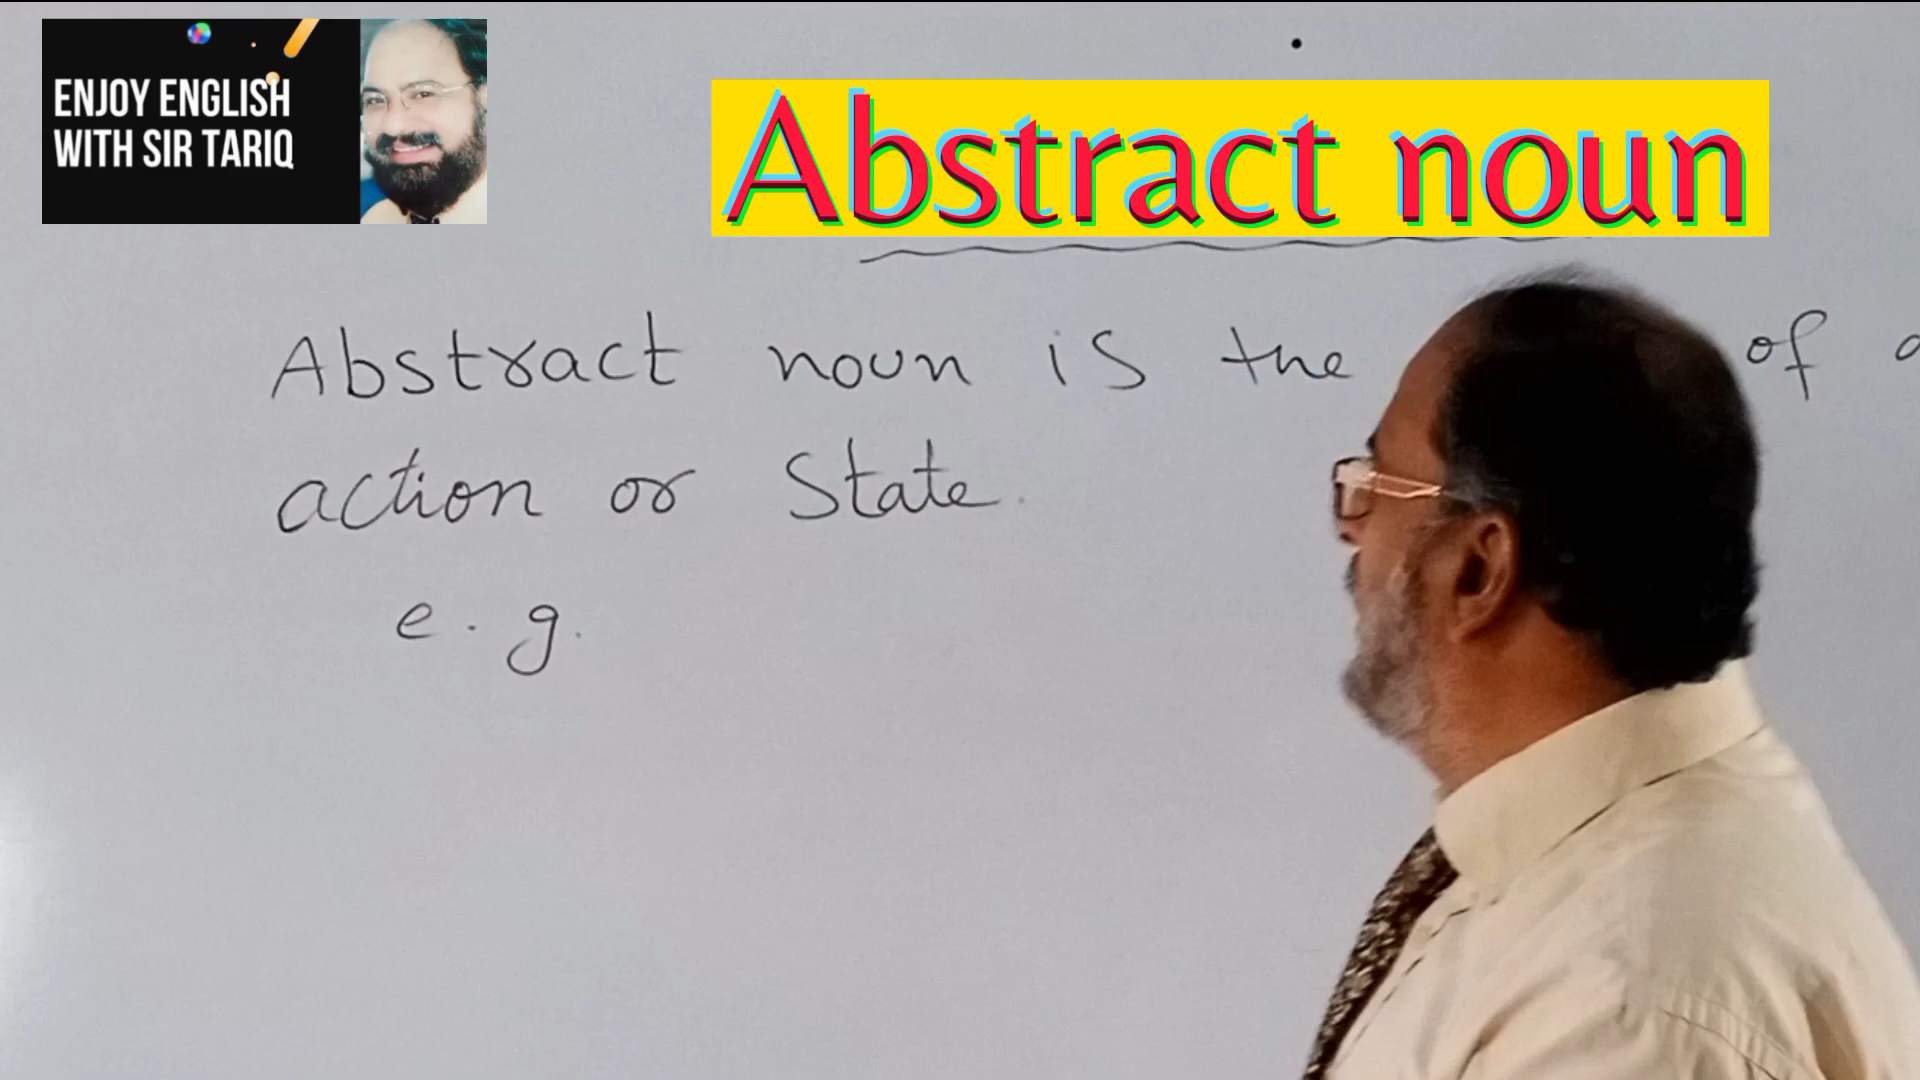 ENJOY ENGLISH
WITH SIR TARIQ
Abstract noun
Abstract noun is the of
action or State.
e.g.